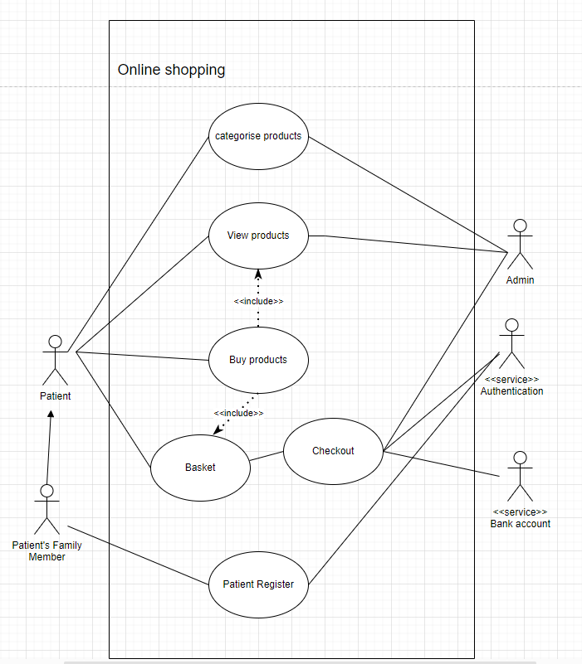 Online shopping
categorise products
View products
Admin
<<include>>
<<service>>
Authentication
Buy products
Patient
<<include>>
Checkout
Basket
<<service>>
Bank account
Patient's Family
Member
Patient Register